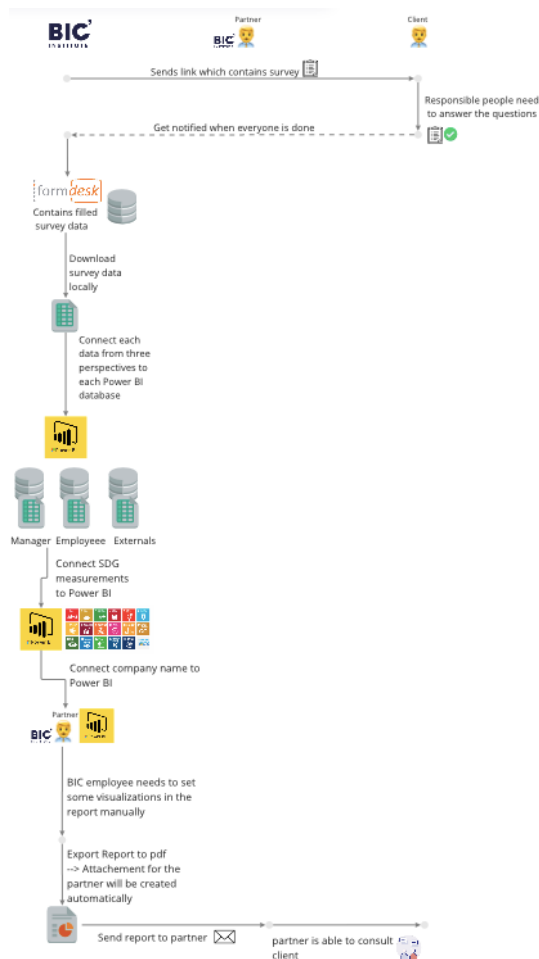 Partner
Client
BIC
INSTITUTE
BIC
Sends link which contains survey
Responsible people need
to answer the questions
Get notified when everyone is done
formdesk
Contains filled
survey data
Download
survey data
locally
Connect each
data from three
perspectives to
each Power BI
database
Manager Employeee Externals
Connect SDG
measurements
to Power BI
Connect company name to
Power BI
Partner
BIC
BIC employee needs to set
some visualizations in the
report manually
Export Report to pdf
--> Attachement for the
partner will be created
automatically
Send report to partner
partner is able to consult
client